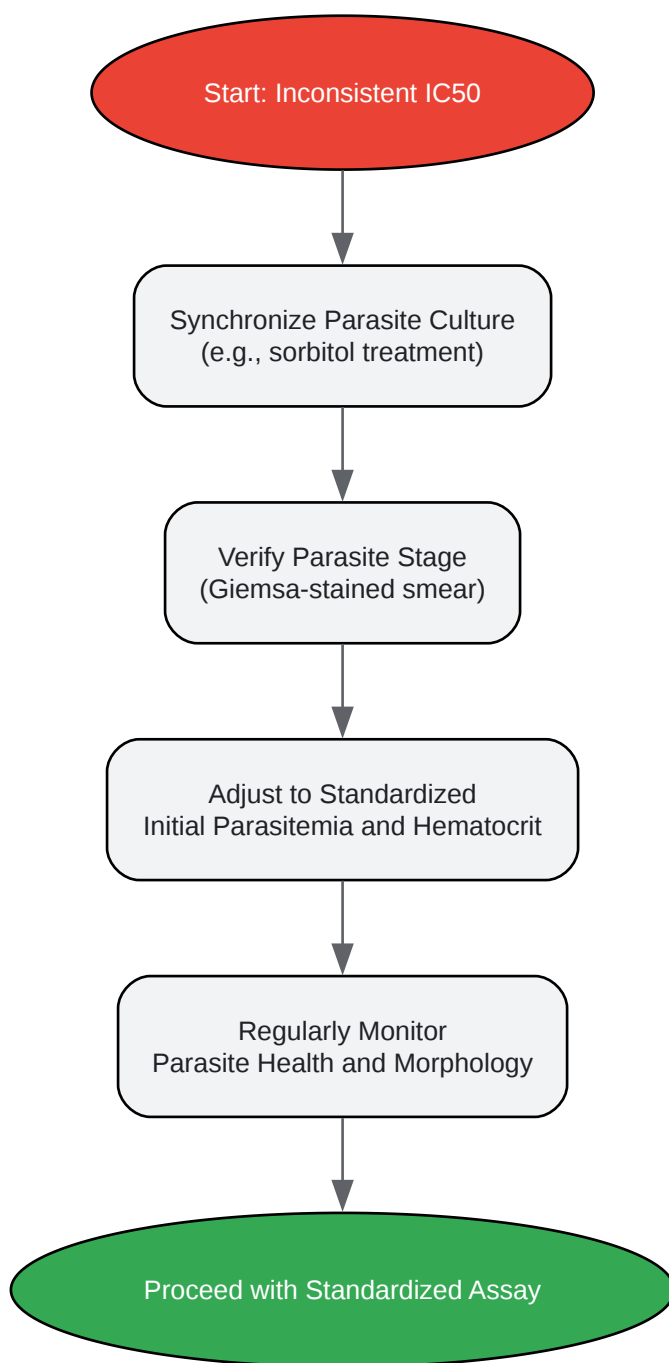 Start: Inconsistent IC50
Synchronize Parasite Culture
(e.g., sorbitol treatment)
Verify Parasite Stage
(Giemsa-stained smear)
Adjust to Standardized
Initial Parasitemia and Hematocrit
Regularly Monitor
Parasite Health and Morphology
Proceed with Standardized Assay